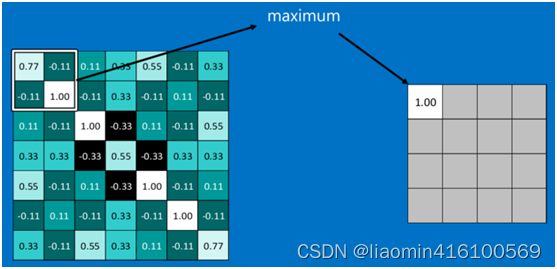 maximum
0.77 -0.11 0.11 0.33 0.55 -0.11 0.33
-0.11 1.00 -0.11 0.33 -0.11 0.11 -0.11
0.11 -0.11 1.00 -0.33 0.11 -0.11 0.55
0.33 0.33 -0.33 0.55 -0.33 0.33 0.33
0.55 -0.11 0.11 -0.33 1.00 -0.11 0.11
-0.11 0.11 -0.11 0.33 -0.11 1.00 -0.11
0.33 -0.11 0.55 0.33 0.11 -0.11 0.77
1.00
CSDN @liaomin416100569